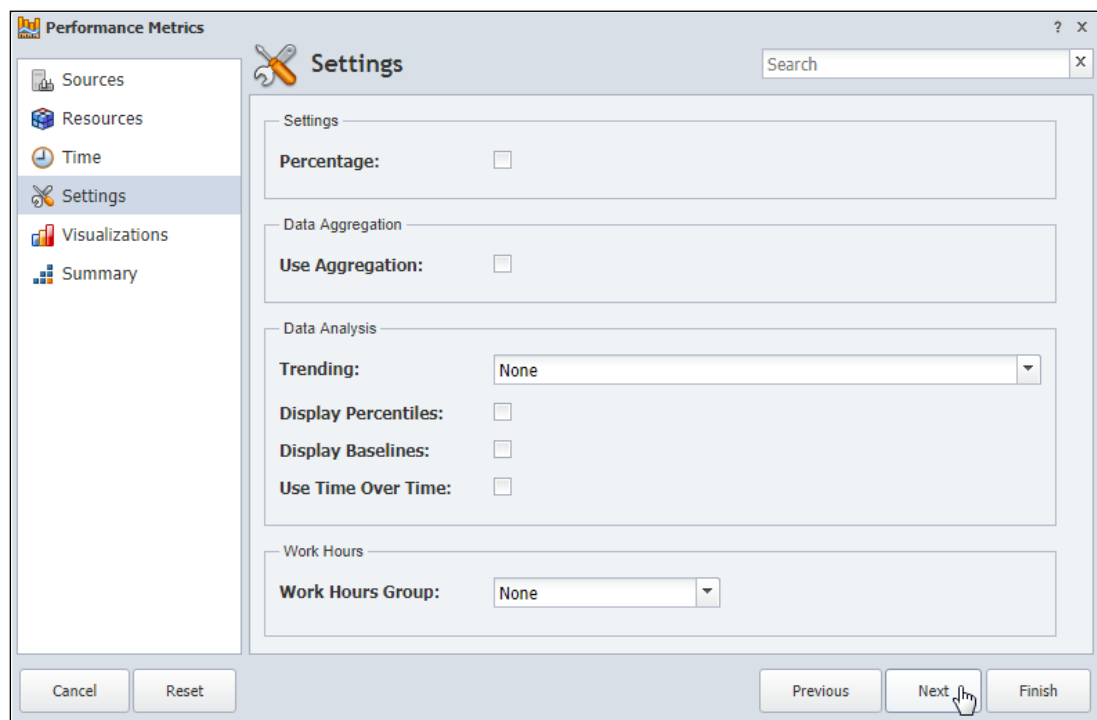 Performance Metrics
? X
Sources
Resources
Time
Settings
Visualizations
Summary
Settings
Search
X
Settings
Percentage:
Data Aggregation
Use Aggregation:
Data Analysis
Trending: None
Display Percentiles:
Display Baselines:
Use Time Over Time:
Work Hours
Work Hours Group: None
Cancel Reset Previous Next Finish